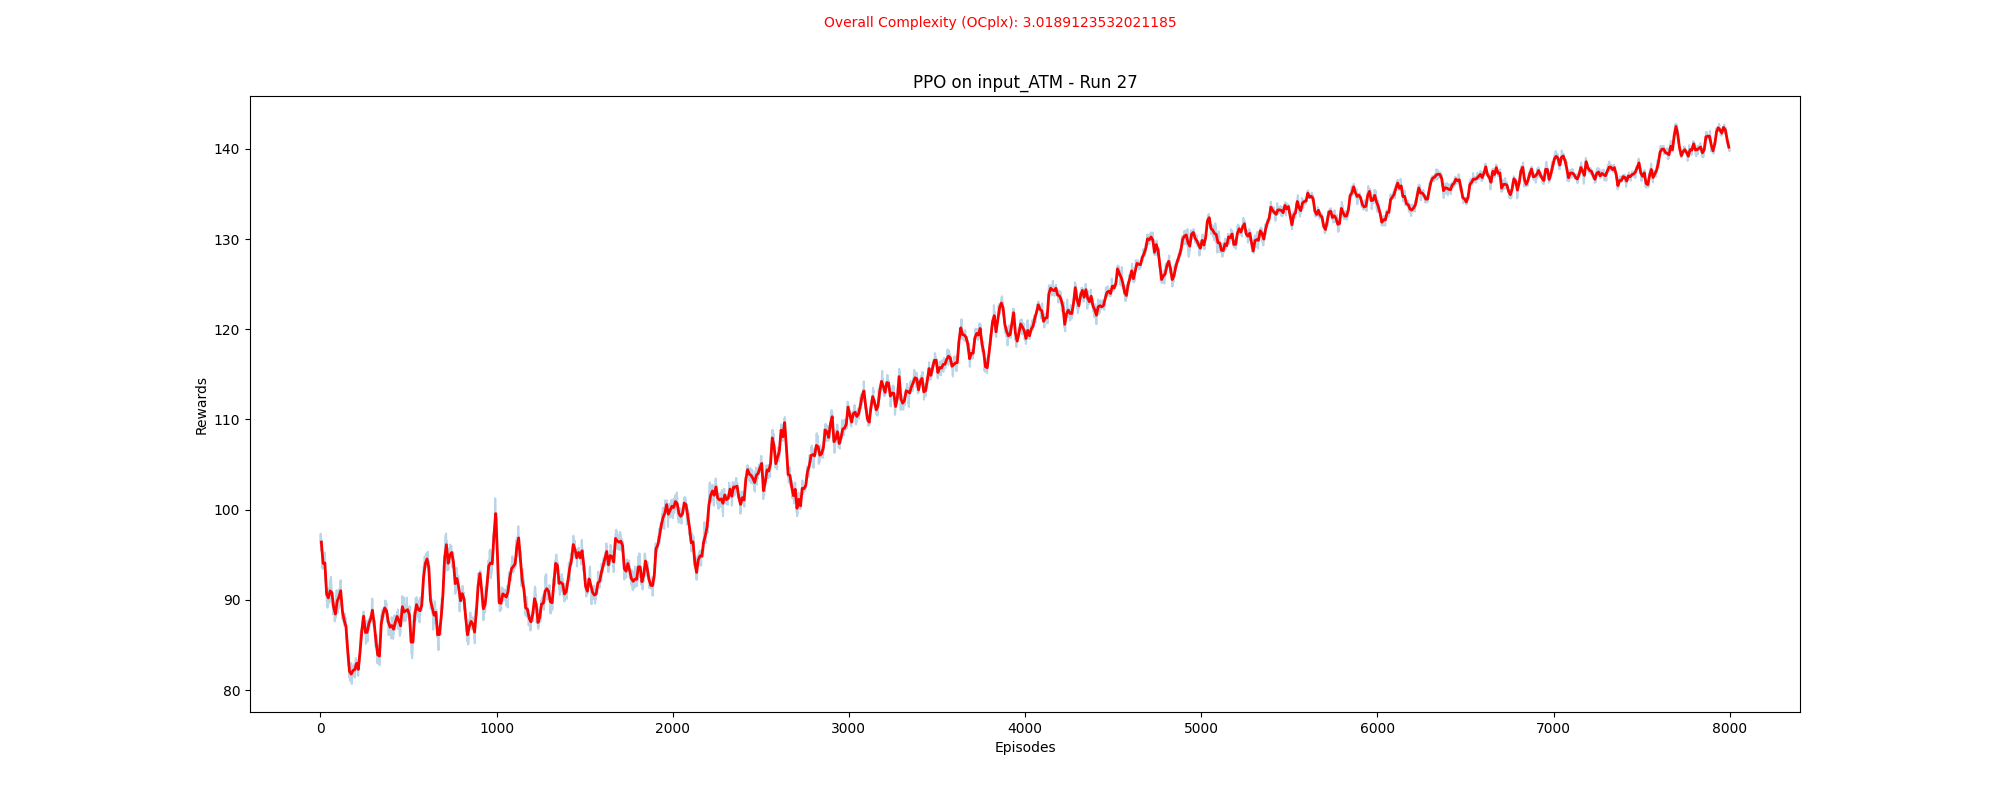 Overall Complexity (OCplx): 3.0189123532021185
PPO on input_ATM - Run 27
140
130
120
110
100
90
80
Rewards
0 1000 2000 3000 4000 5000 6000 7000 8000
Episodes